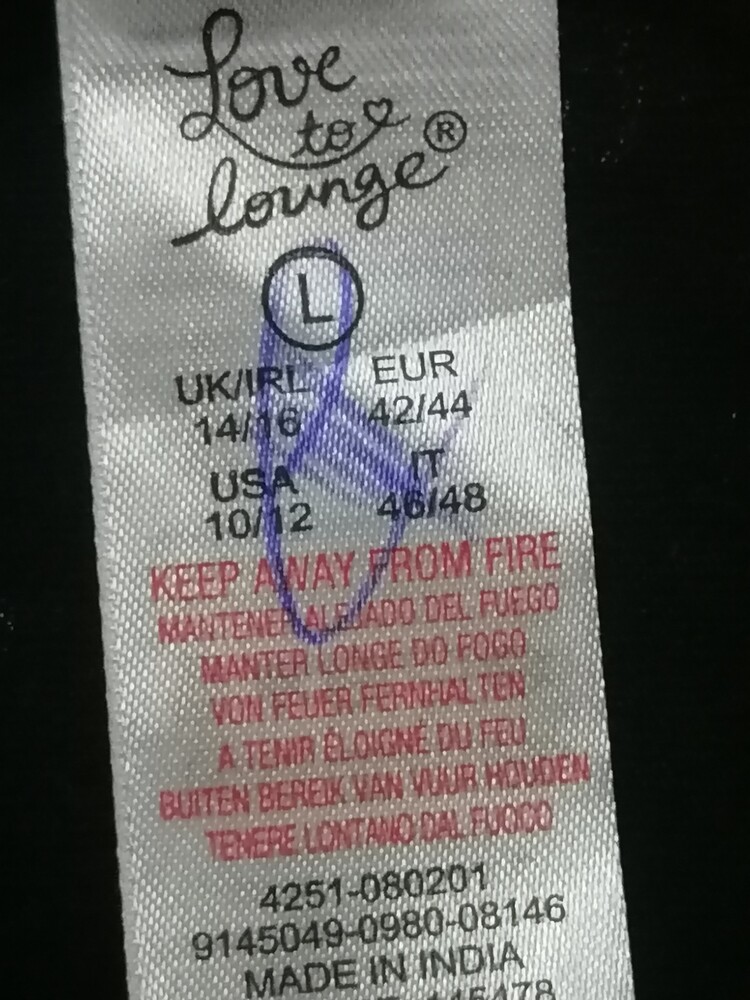 Love
to
lounge®
L
UK/IRL EUR
14/16 42/44
USA IT
10/12 46/48
KEEP AWAY FROM FIRE
MANTENER ALEJADO DEL FUEGO
MANTER LONGE DO FOGO
VON FEUER FERNHALTEN
A TENIR ÉLOIGNÉ DU FEU
BUITEN BEREIK VAN VUUR HOUDEN
TENERE LONTANO DAL FUOCO
4251-080201
9145049-0980-08146
MADE IN INDIA